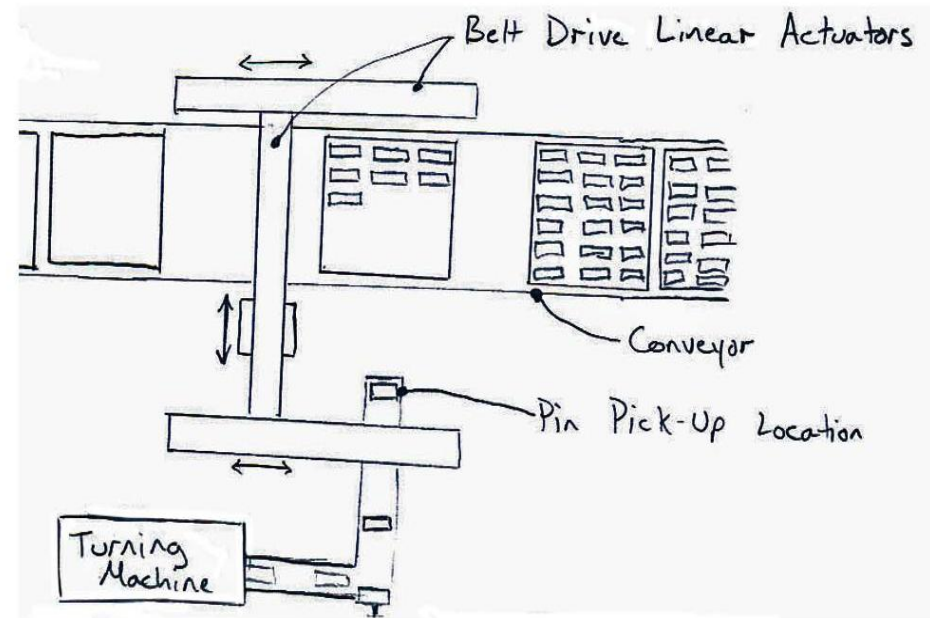 Belt Drive Linear Actuators
Conveyor
Pin Pick-Up Location
Turning
Machine